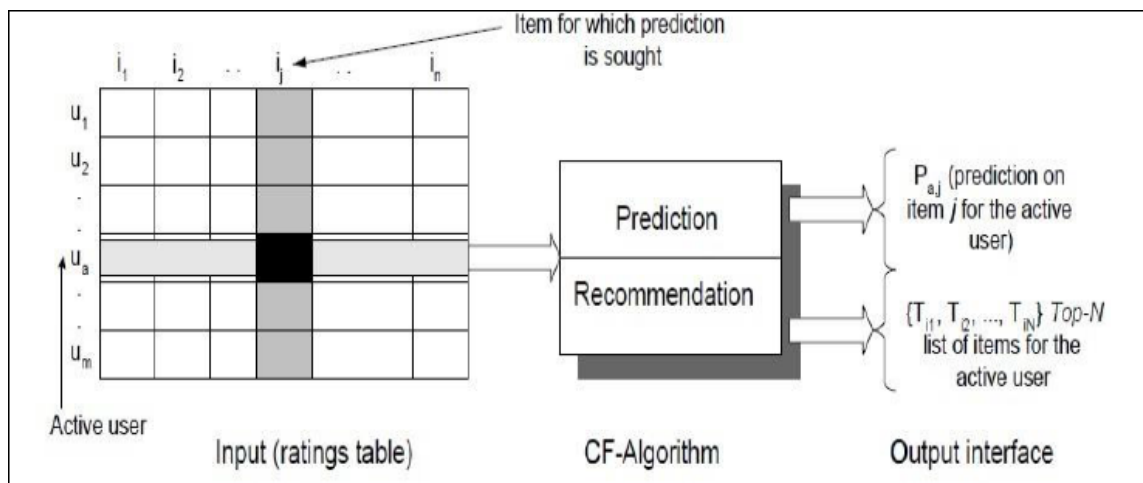 Item for which prediction
is sought
i1 i2 . . ij . . in
u1
u2
.
.
ua
.
.
um
Active user
Prediction
Recommendation
Pa,j (prediction on
item j for the active
user)
{Ti1, Ti2, ..., TiN} Top-N
list of items for the
active user
Input (ratings table) CF-Algorithm Output interface